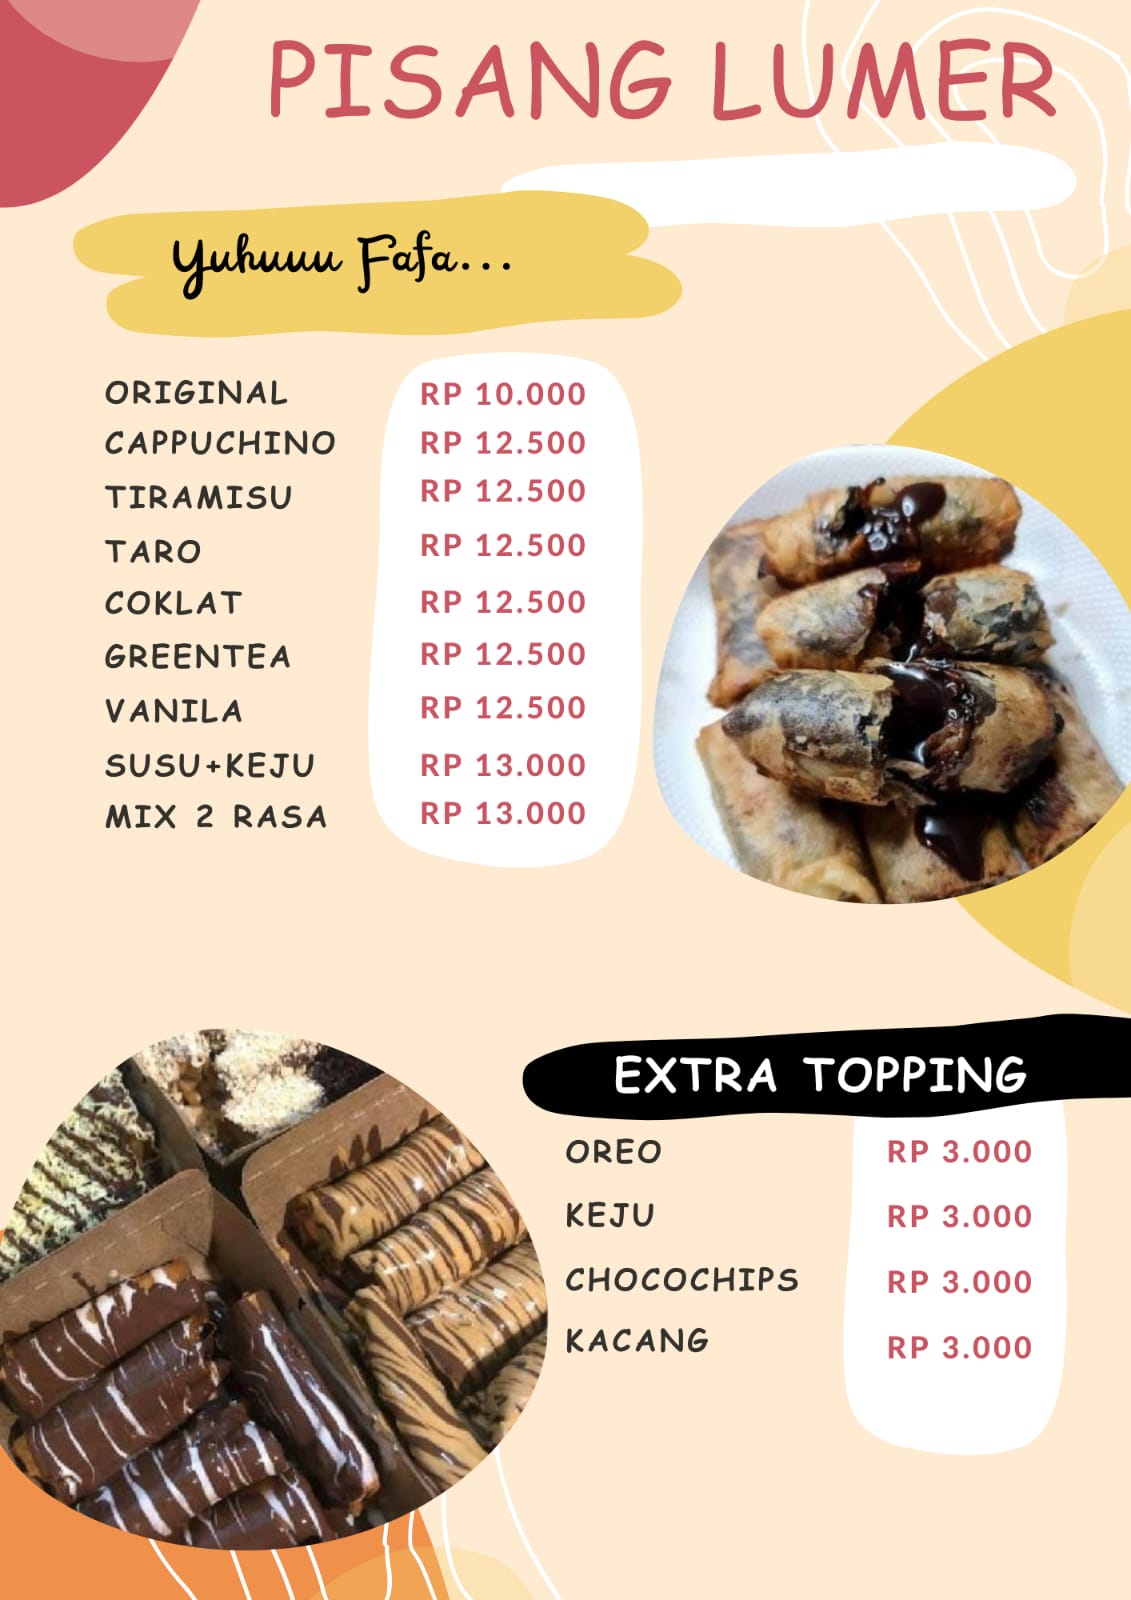 PISANG LUMER
Yuhuuu Fafa...
ORIGINAL RP 10.000
CAPPUCHINO RP 12.500
TIRAMISU RP 12.500
TARO RP 12.500
COKLAT RP 12.500
GREENTEA RP 12.500
VANILA RP 12.500
SUSU+KEJU RP 13.000
MIX 2 RASA RP 13.000
EXTRA TOPPING
OREO RP 3.000
KEJU RP 3.000
CHOCOCHIPS RP 3.000
KACANG RP 3.000